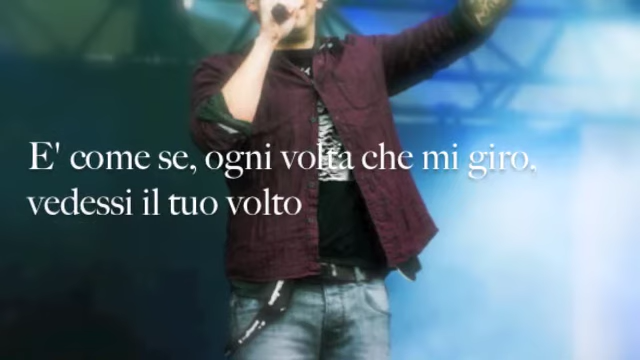 E' come se, ogni volta che mi giro,
vedessi il tuo volto